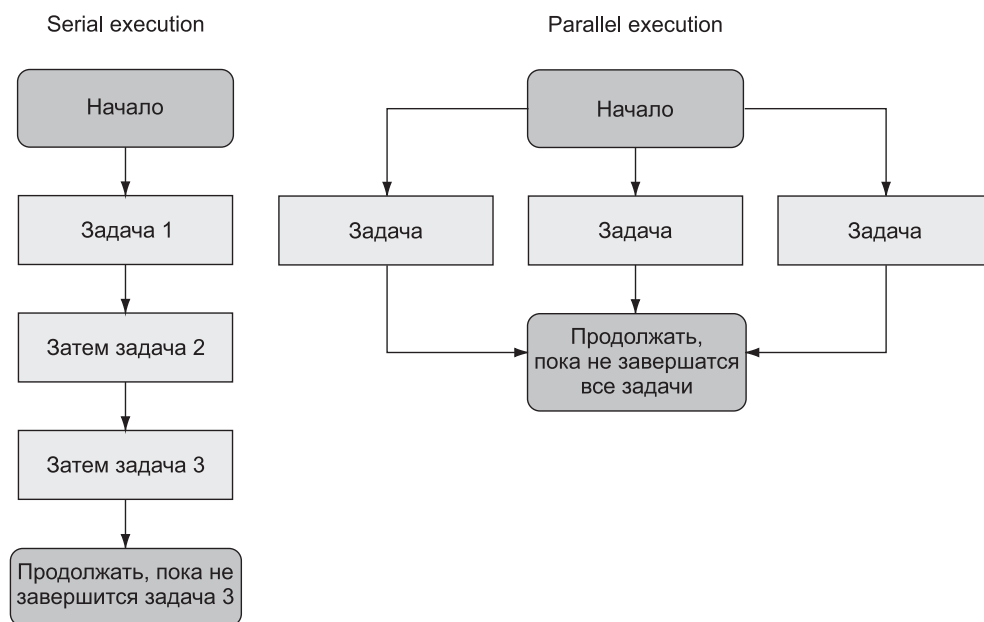 Serial execution
Начало
Задача 1
Затем задача 2
Затем задача 3
Продолжать, пока не
завершится задача 3
Parallel execution
Начало
Задача
Задача
Задача
Продолжать,
пока не завершатся
все задачи